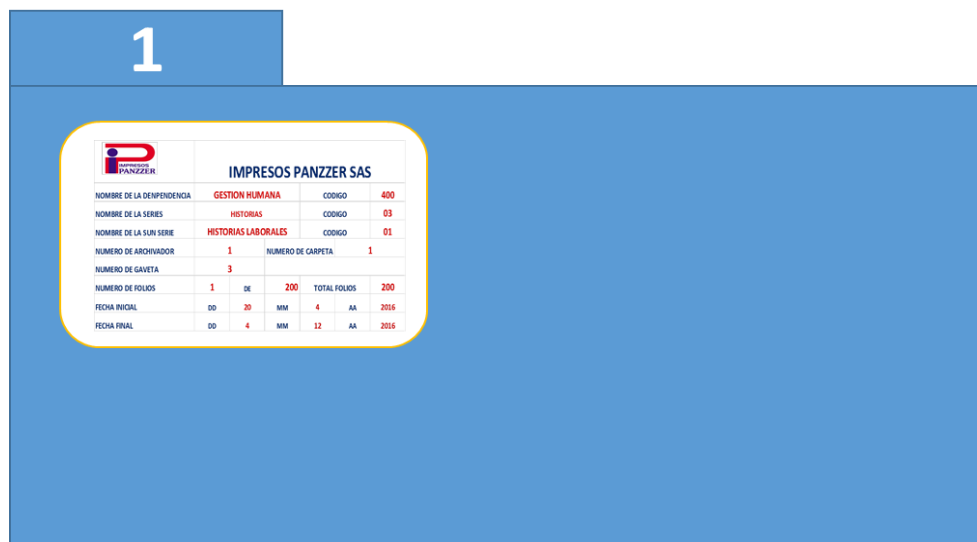 1
IMPRESOS
PANZZER
IMPRESOS PANZZER SAS
NOMBRE DE LA DENPENDENCIA GESTION HUMANA CODIGO 400
NOMBRE DE LA SERIES HISTORIAS CODIGO 03
NOMBRE DE LA SUN SERIE HISTORIAS LABORALES CODIGO 01
NUMERO DE ARCHIVADOR 1 NUMERO DE CARPETA 1
NUMERO DE GAVETA 3
NUMERO DE FOLIOS 1 DE 200 TOTAL FOLIOS 200
FECHA INICIAL DD 20 MM 4 AA 2016
FECHA FINAL DD 4 MM 12 AA 2016